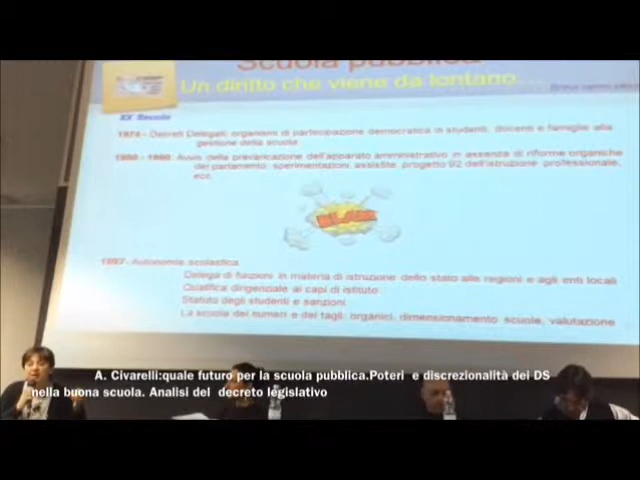 Scuola pubblica
Un diritto che viene da lontano...
XX Secolo
1974 - Decreti Delegati: organismi di partecipazione democratica di studenti, docenti e famiglie alla
gestione della scuola
1980 - 1990: Avvio della prevaricazione dell'apparato amministrativo in assenza di riforme organiche
del parlamento: sperimentazioni assistite, progetto 92 dell'istruzione professionale,
ecc.
1997- Autonomia scolastica
Delega di funzioni in materia di istruzione dello stato alle regioni e agli enti locali
Qualifica dirigenziale ai capi di istituto
Statuto degli studenti e sanzioni
La scuola dei numeri e dei tagli: organici, dimensionamento scuole, valutazione
A. Civarelli:quale futuro per la scuola pubblica.Poteri e discrezionalità dei DS
nella buona scuola. Analisi del decreto legislativo